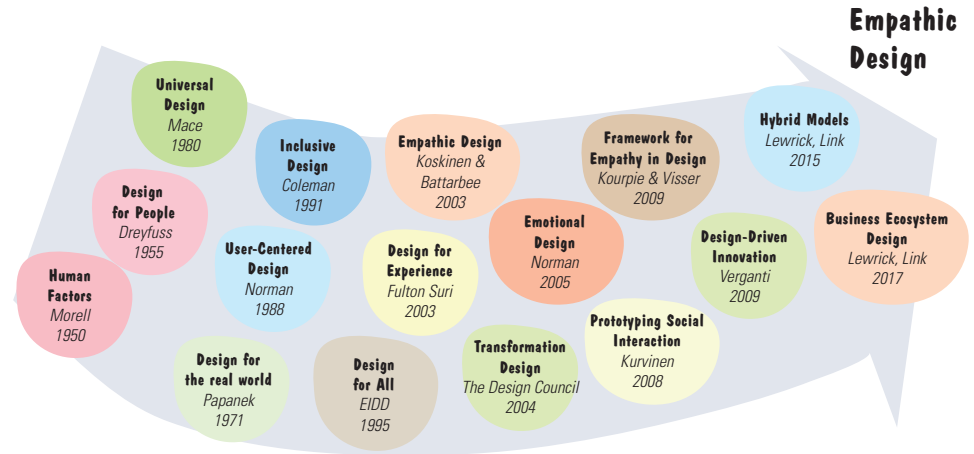 Empathic
Design
Universal
Design
Mace
1980
Inclusive
Design
Coleman
1991
Empathic Design
Koskinen &
Battarbee
2003
Framework for
Empathy in Design
Kourpie & Visser
2009
Hybrid Models
Lewrick, Link
2015
Design
for People
Dreyfuss
1955
Human
Factors
Morell
1950
User-Centered
Design
Norman
1988
Design for
Experience
Fulton Suri
2003
Emotional
Design
Norman
2005
Design-Driven
Innovation
Verganti
2009
Business Ecosystem
Design
Lewrick, Link
2017
Design for
the real world
Papanek
1971
Design
for All
EIDD
1995
Transformation
Design
The Design Council
2004
Prototyping Social
Interaction
Kurvinen
2008